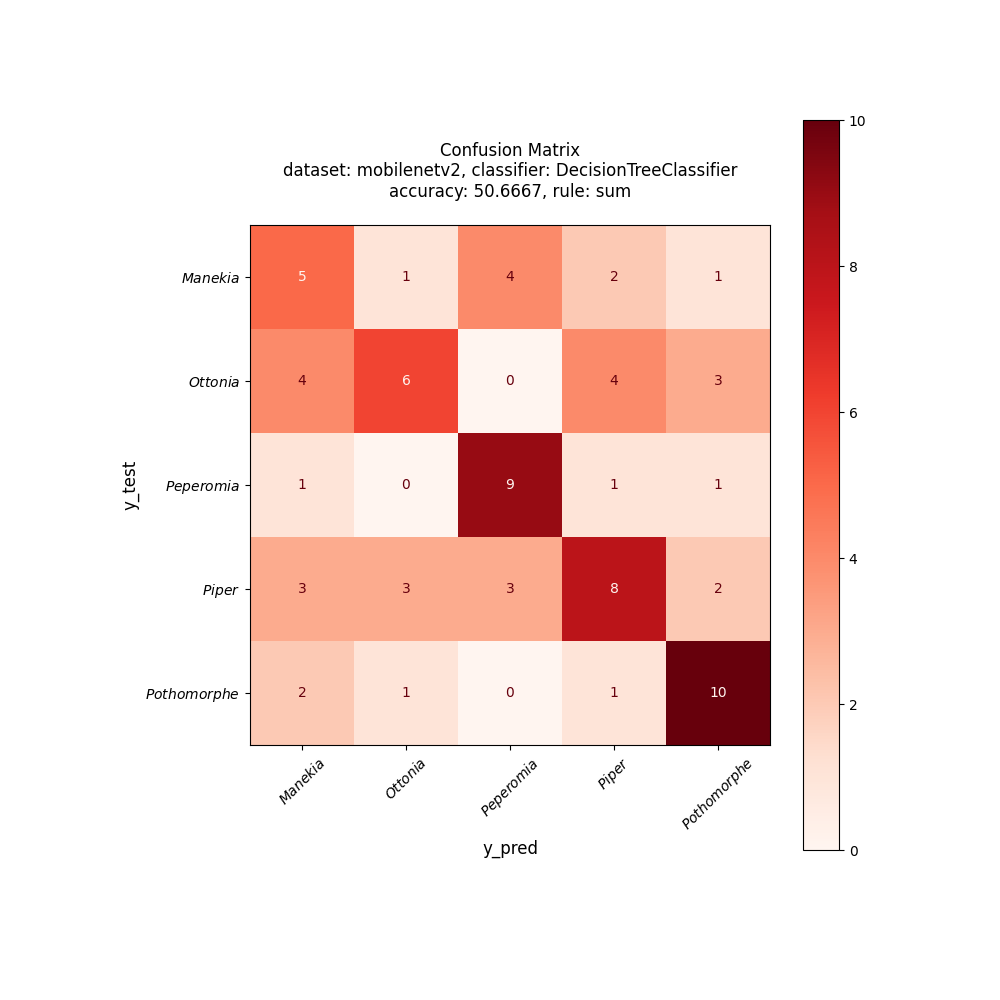 Confusion Matrix
dataset: mobilenetv2, classifier: DecisionTreeClassifier
accuracy: 50.6667, rule: sum
Manekia 5 1 4 2 1
Ottonia 4 6 0 4 3
Peperomia 1 0 9 1 1
Piper 3 3 3 8 2
Pothomorphe 2 1 0 1 10
y_test
Manekia Ottonia Peperomia Piper Pothomorphe
y_pred
10
8
6
4
2
0